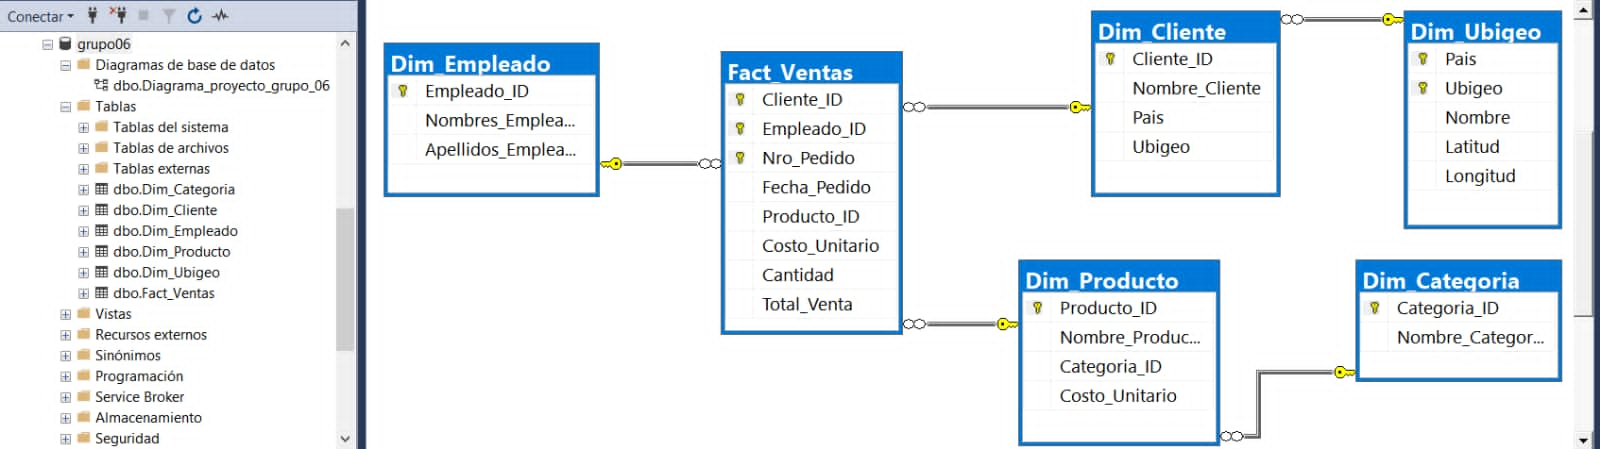 Conectar
grupo06
Diagramas de base de datos
dbo.Diagrama_proyecto_grupo_06
Tablas
Tablas del sistema
Tablas de archivos
Tablas externas
dbo.Dim_Categoria
dbo.Dim_Cliente
dbo.Dim_Empleado
dbo.Dim_Producto
dbo.Dim_Ubigeo
dbo.Fact_Ventas
Vistas
Recursos externos
Sinónimos
Programación
Service Broker
Almacenamiento
Seguridad
Dim_Empleado
Empleado_ID
Nombres_Emplea...
Apellidos_Emplea...
Fact_Ventas
Cliente_ID
Empleado_ID
Nro_Pedido
Fecha_Pedido
Producto_ID
Costo_Unitario
Cantidad
Total_Venta
Dim_Cliente
Cliente_ID
Nombre_Cliente
Pais
Ubigeo
Dim_Ubigeo
Pais
Ubigeo
Nombre
Latitud
Longitud
Dim_Producto
Producto_ID
Nombre_Produc...
Categoria_ID
Costo_Unitario
Dim_Categoria
Categoria_ID
Nombre_Categor...